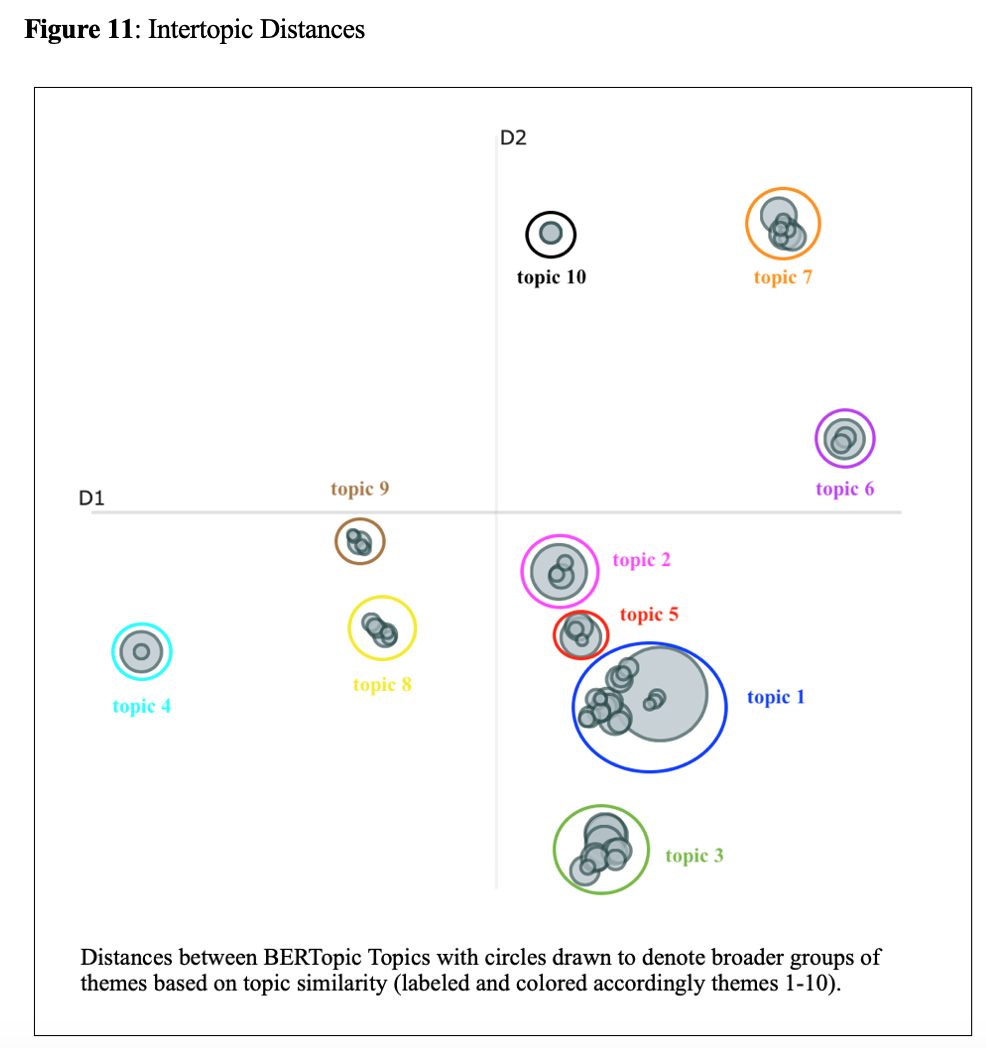 Figure 11: Intertopic Distances
D2
topic 10
topic 7
topic 6
D1
topic 9
topic 2
topic 5
topic 8
topic 4
topic 1
topic 3
Distances between BERTopic Topics with circles drawn to denote broader groups of
themes based on topic similarity (labeled and colored accordingly themes 1-10).